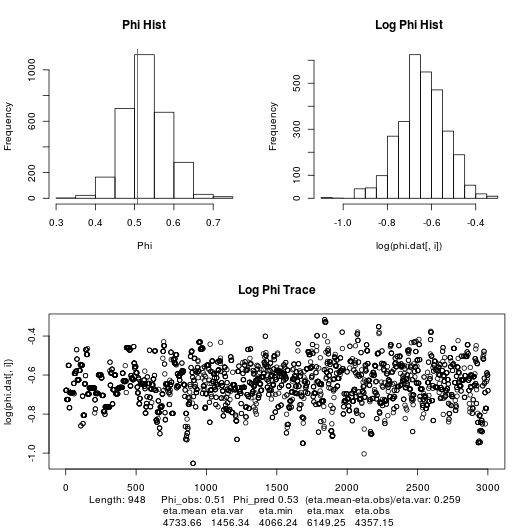 Phi Hist
Frequency
0 200 600 1000
0.3 0.4 0.5 0.6 0.7
Phi
Log Phi Hist
Frequency
0 100 300 500
-1.0 -0.8 -0.6 -0.4
log(phi.dat[, i])
Log Phi Trace
log(phi.dat[, i])
-1.0 -0.8 -0.6 -0.4
0 500 1000 1500 2000 2500 3000
Length: 948 Phi_obs: 0.51 Phi_pred 0.53 (eta.mean-eta.obs)/eta.var: 0.259
eta.mean eta.var eta.min eta.max eta.obs
4733.66 1456.34 4066.24 6149.25 4357.15